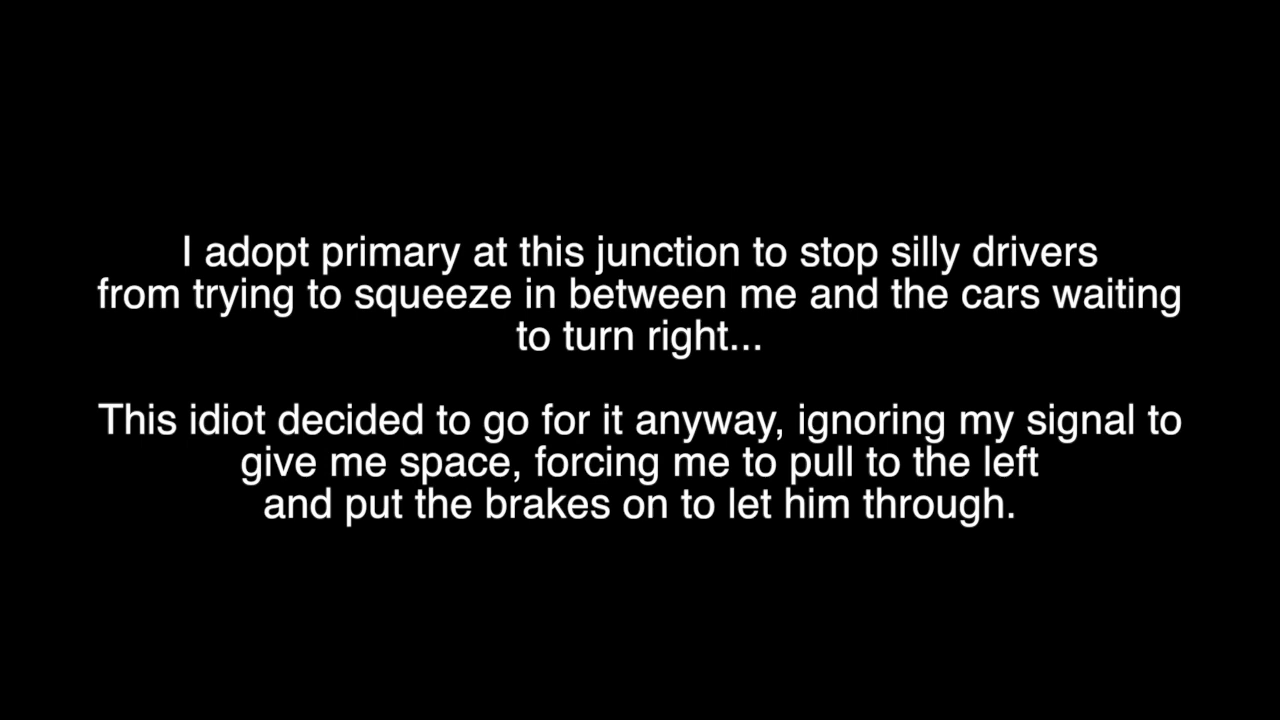 I adopt primary at this junction to stop silly drivers
from trying to squeeze in between me and the cars waiting
to turn right...
This idiot decided to go for it anyway, ignoring my signal to
give me space, forcing me to pull to the left
and put the brakes on to let him through.